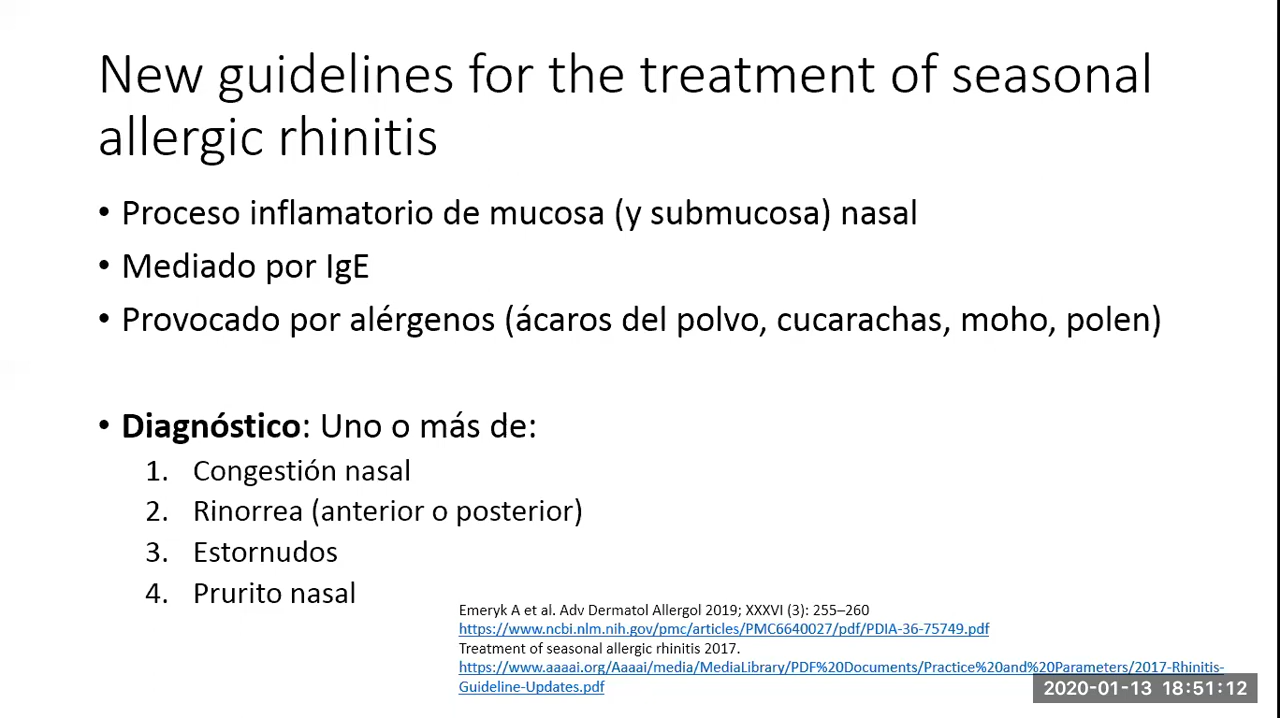 New guidelines for the treatment of seasonal
allergic rhinitis
• Proceso inflamatorio de mucosa (y submucosa) nasal
• Mediado por IgE
• Provocado por alérgenos (ácaros del polvo, cucarachas, moho, polen)
• Diagnóstico: Uno o más de:
1. Congestión nasal
2. Rinorrea (anterior o posterior)
3. Estornudos
4. Prurito nasal
Emeryk A et al. Adv Dermatol Allergol 2019; XXXVI (3): 255–260
https://www.ncbi.nlm.nih.gov/pmc/articles/PMC6640027/pdf/PDIA-36-75749.pdf
Treatment of seasonal allergic rhinitis 2017.
https://www.aaaai.org/Aaaai/media/MediaLibrary/PDF%20Documents/Practice%20and%20Parameters/2017-Rhinitis-
Guideline-Updates.pdf
2020-01-13 18:51:12